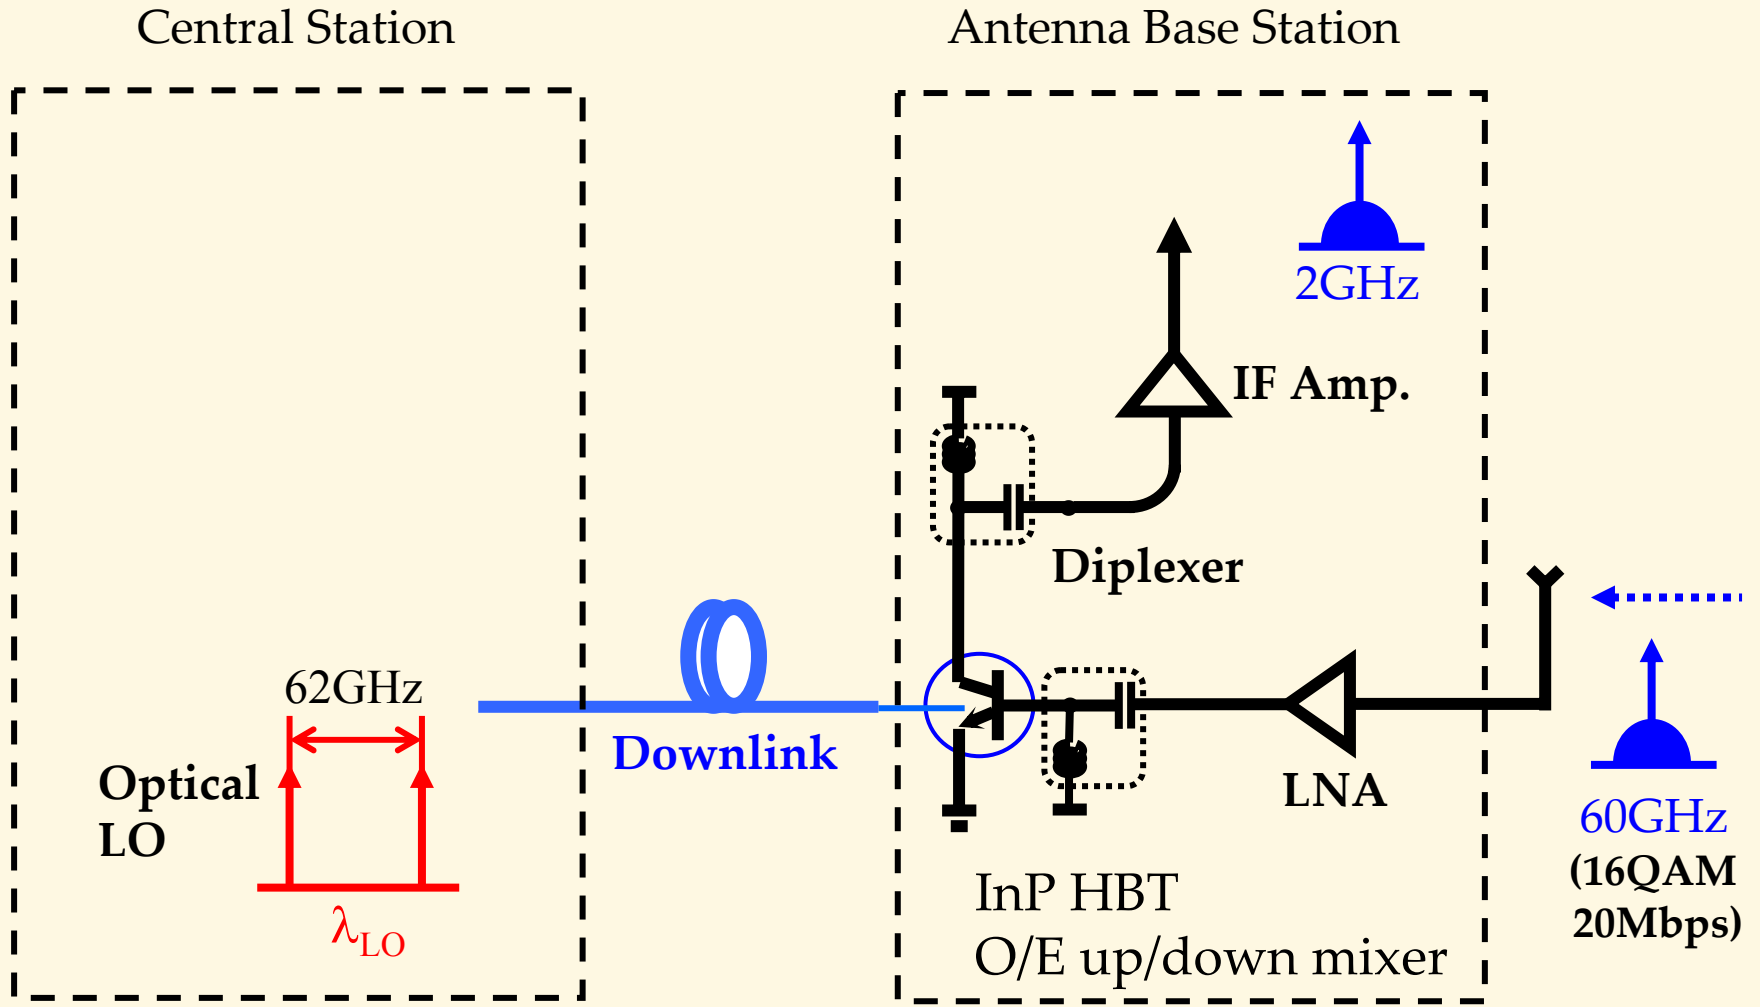 Central Station
Antenna Base Station
2GHz
IF Amp.
Diplexer
62GHz
Downlink
Optical
LO
LNA
60GHz
(16QAM
20Mbps)
λLO
InP HBT
O/E up/down mixer